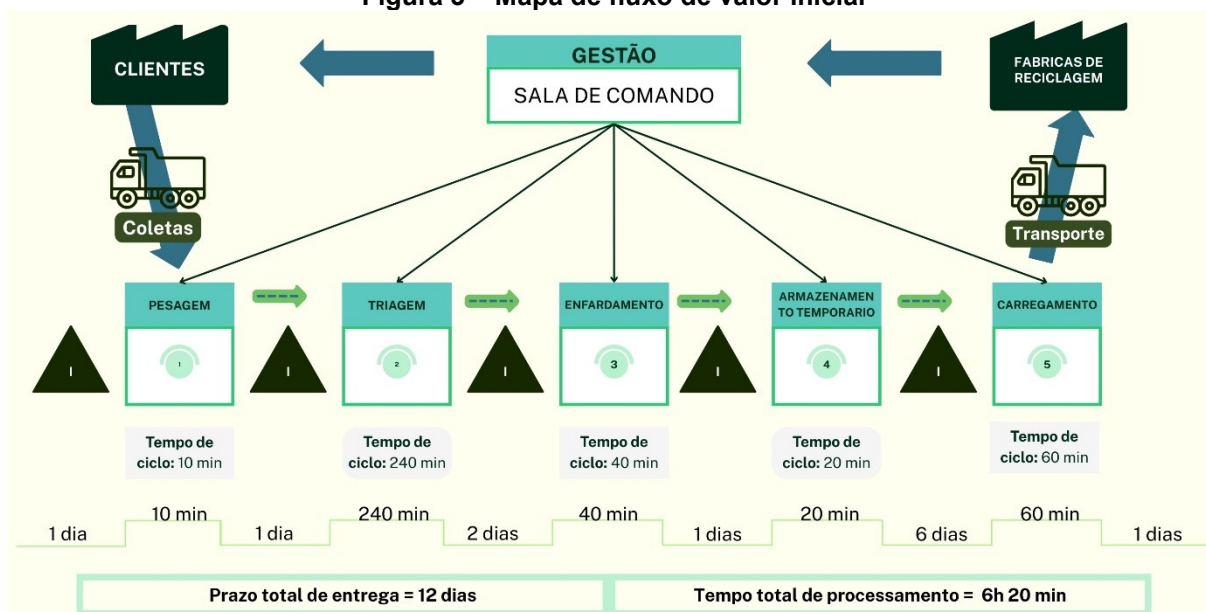 Figura 3 – Mapa de fluxo de valor inicial
CLIENTES
GESTÃO
SALA DE COMANDO
FABRICAS DE
RECICLAGEM
Coletas
Transporte
PESAGEM
TRIAGEM
ENFARDAMENTO
ARMAZENAMEN
TO TEMPORARIO
CARREGAMENTO
I
1
I
2
I
3
I
4
I
5
Tempo de
ciclo: 10 min
Tempo de
ciclo: 240 min
Tempo de
ciclo: 40 min
Tempo de
ciclo: 20 min
Tempo de
ciclo: 60 min
1 dia
10 min
1 dia
240 min
2 dias
40 min
1 dias
20 min
6 dias
60 min
1 dias
Prazo total de entrega = 12 dias
Tempo total de processamento = 6h 20 min